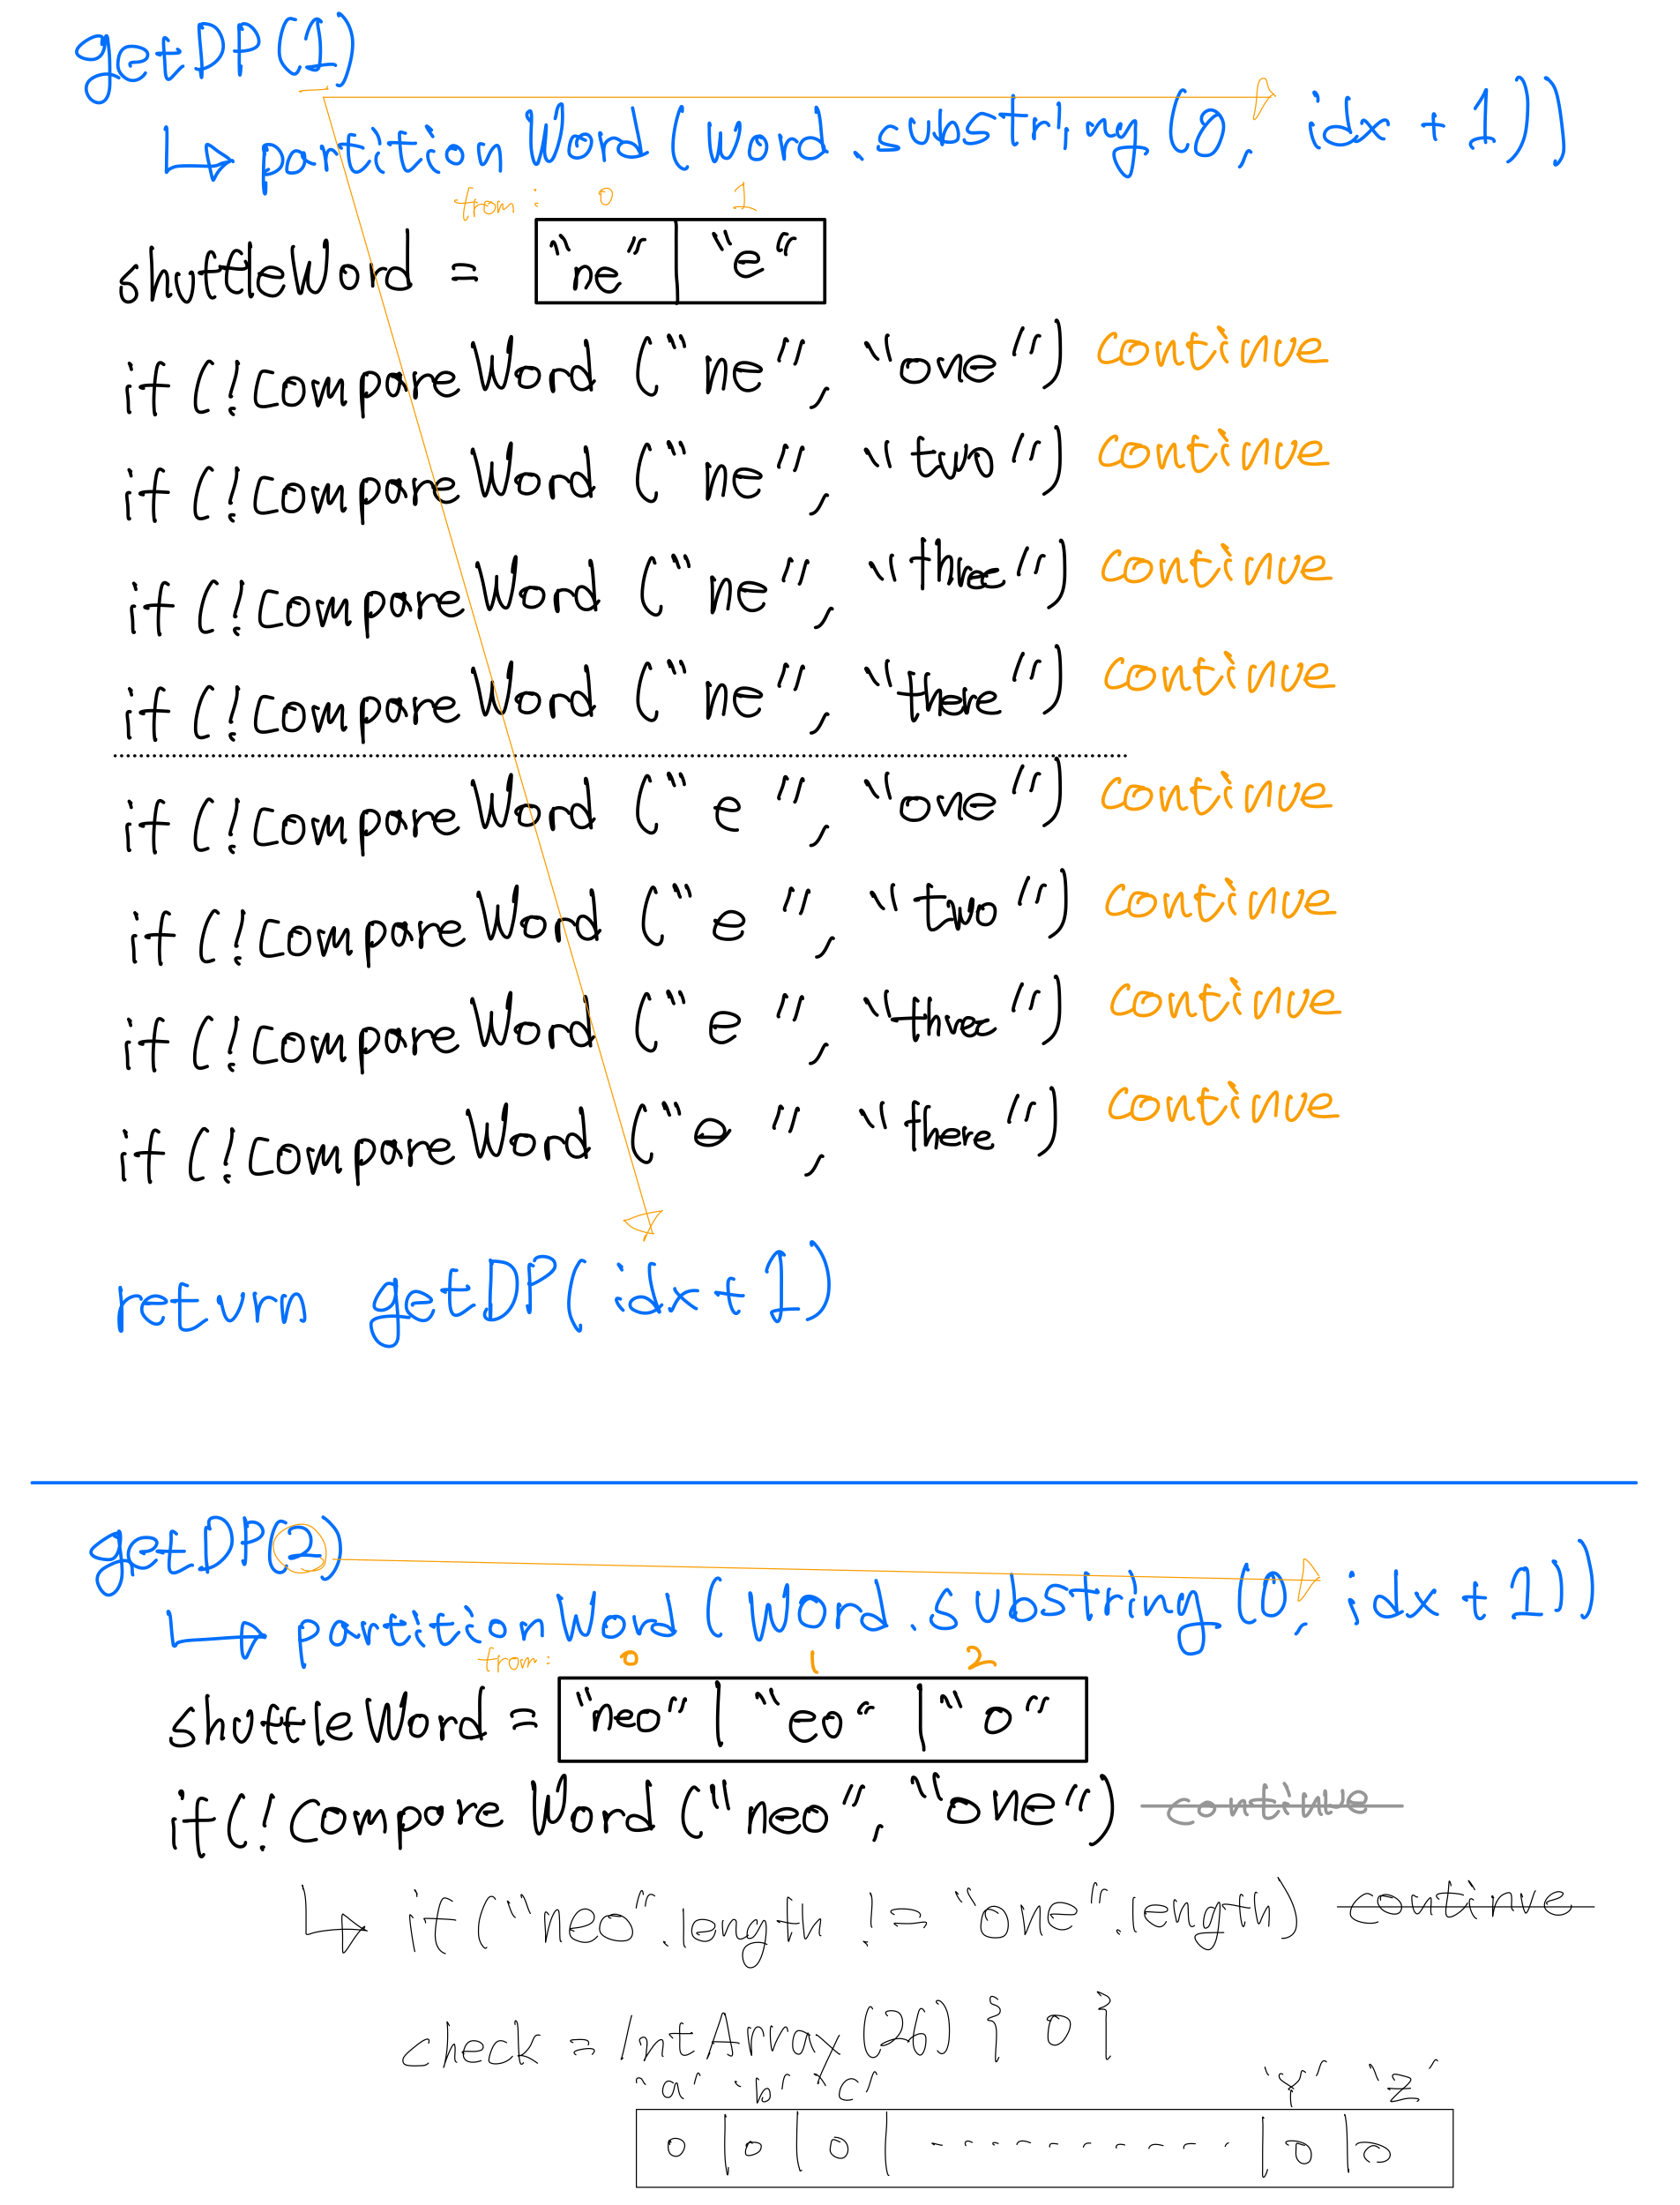 getDP(1)
↳ partitionWord(word.substring(0, idx + 1))
from: 0 1
shuffleWord = "ne" "e"
if(!compareWord("ne", "one") continue
if(!compareWord("ne", "two") continue
if(!compareWord("ne", "three") continue
if(!compareWord("ne", "there") continue
if(!compareWord("e", "one") continue
if(!compareWord("e", "two") continue
if(!compareWord("e", "three") continue
if(!compareWord("e", "there") continue
return getDP(idx+1)
getDP(2)
↳ partitionWord(word.substring(0, idx + 1))
from: 0 1 2
shuffleWord = "neo" | "eo" | "o"
if(!compareWord("neo", "one") continue
↳ if("neo".length != "one".length) continue
check = IntArray(26) { 0 }
'a' 'b' 'c' 'y' 'z'
0 | 0 | 0 | ---------- | 0 | 0